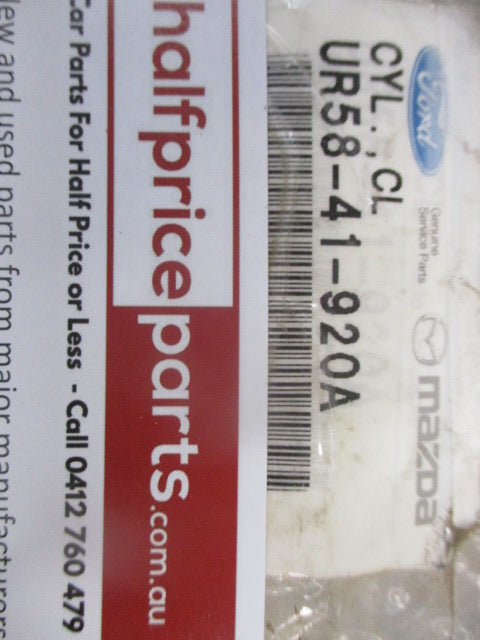 Ford
Genuine
Service Parts
mazda
CYL.,CL
UR58-41-920A
halfpriceparts.com.au
Car Parts For Half Price or Less - Call 0412 760 479
New and used parts from major manufacturers